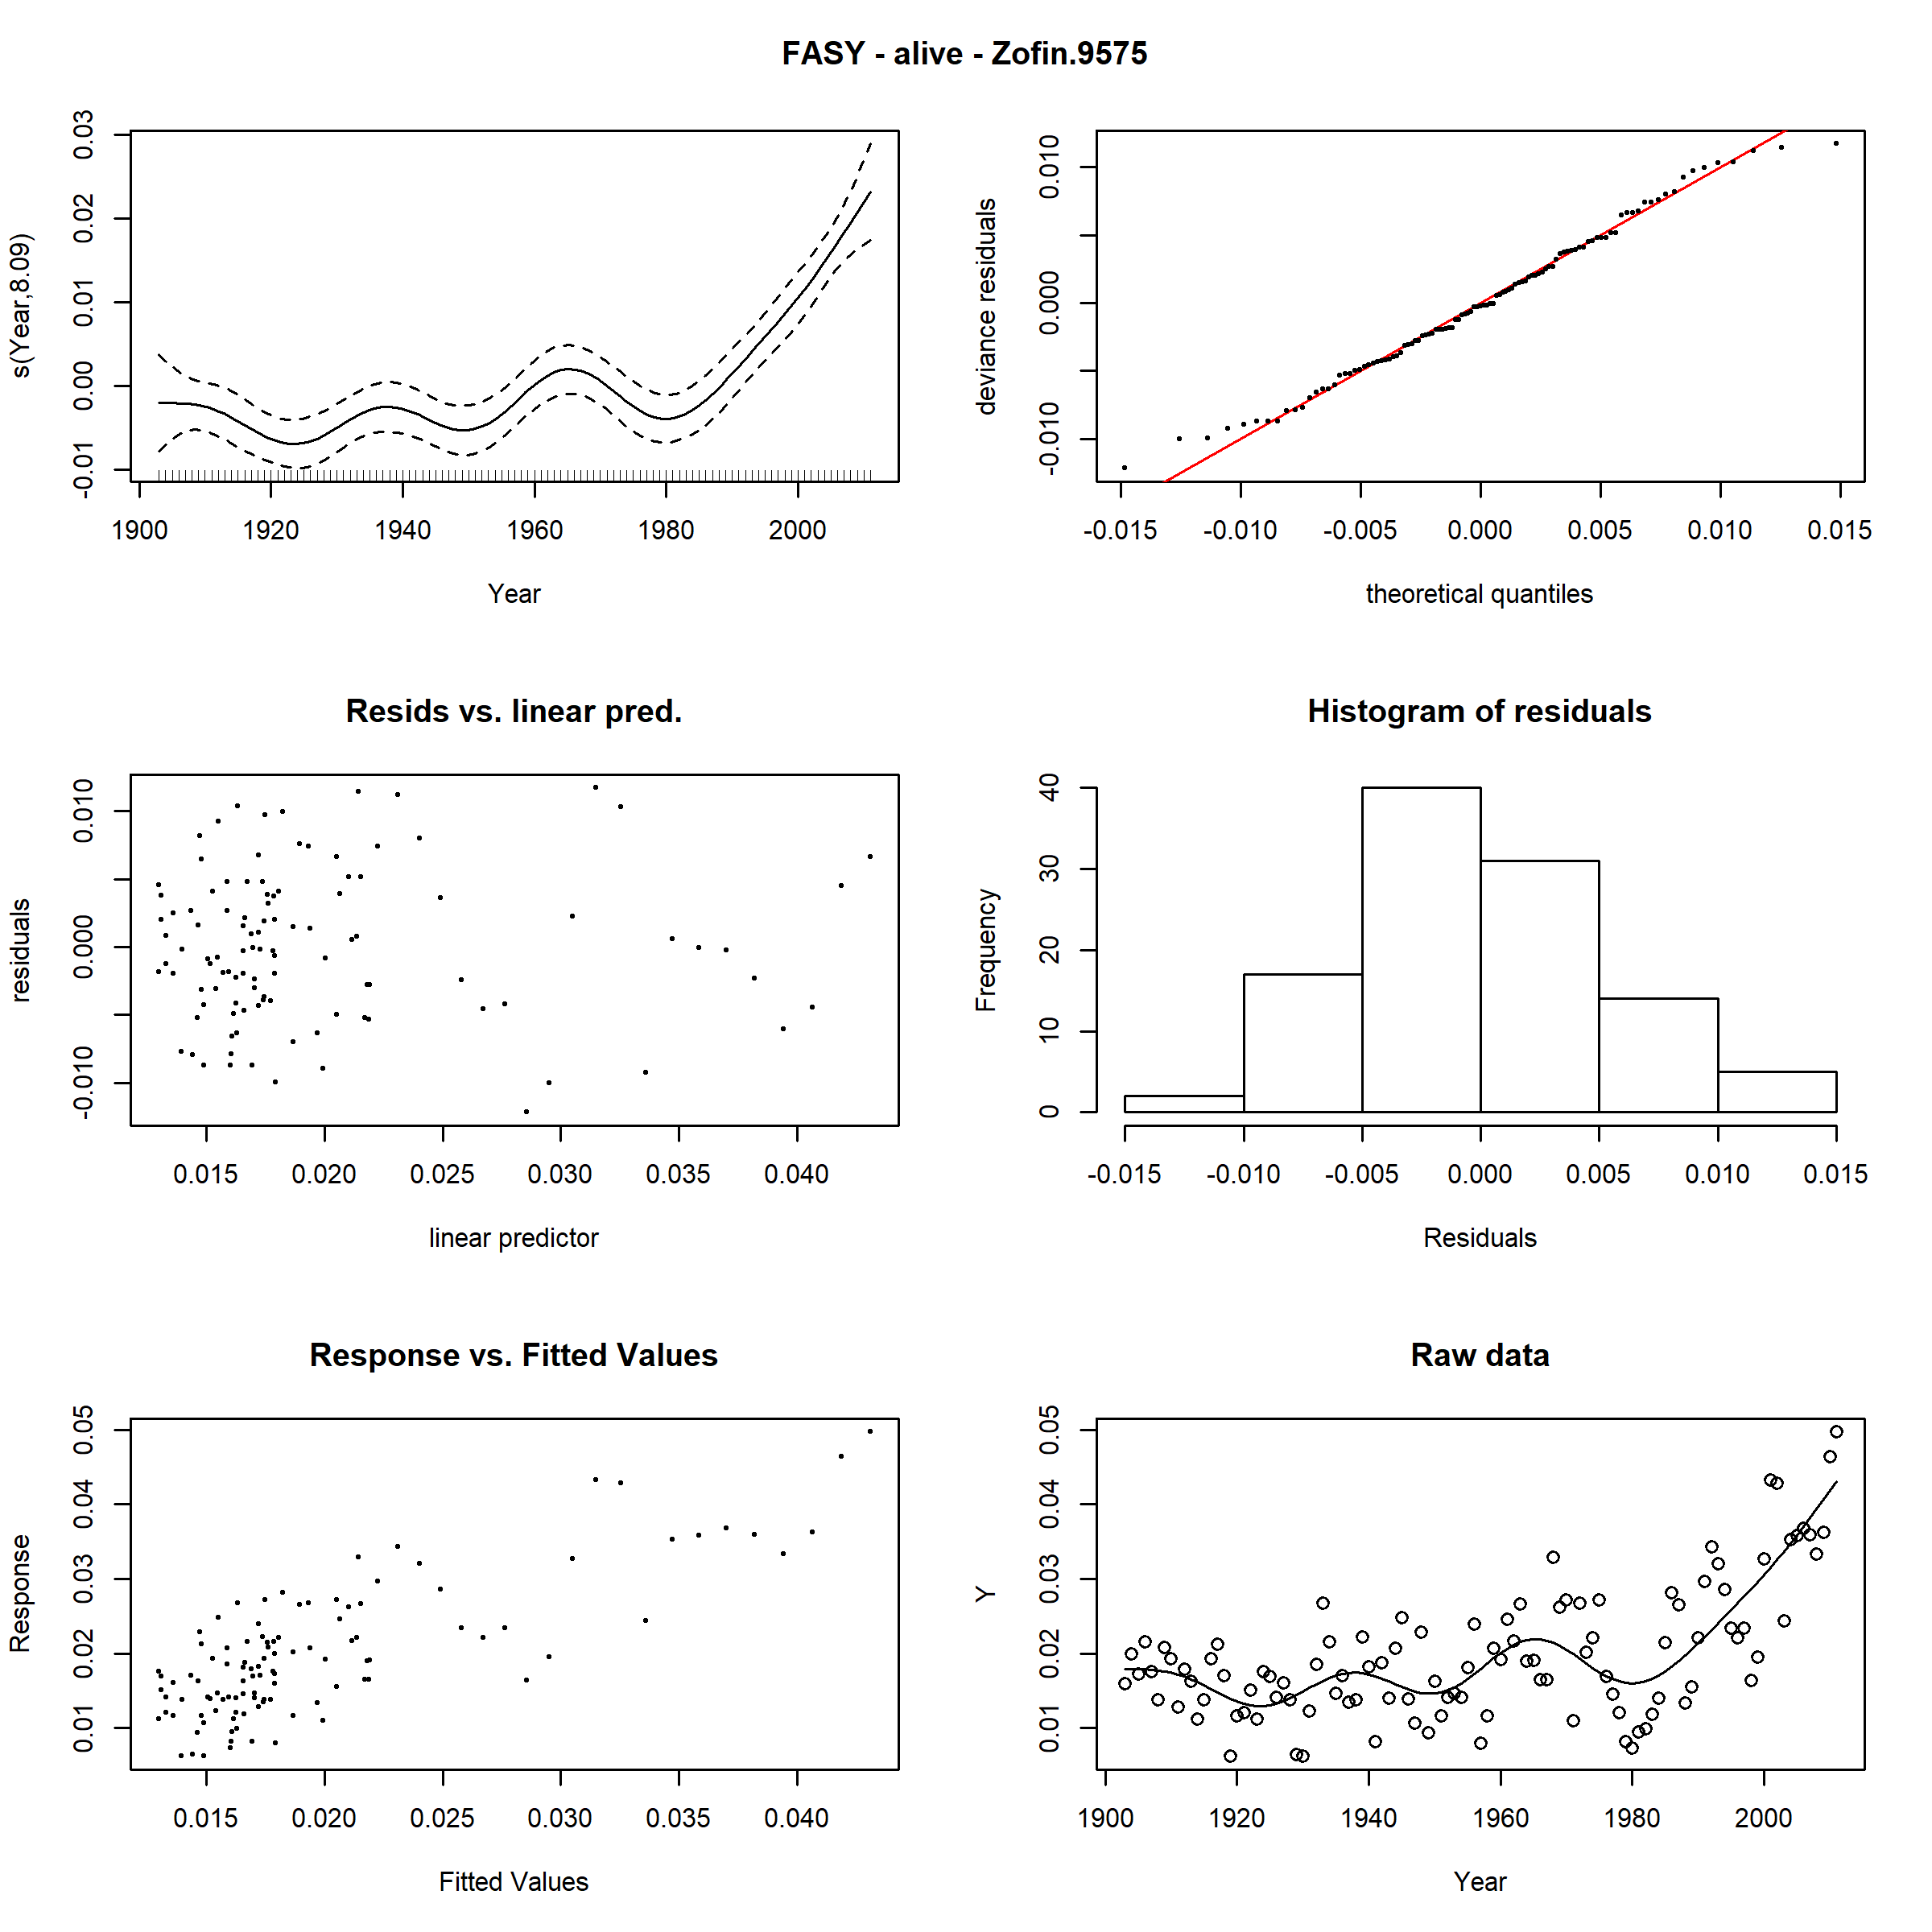 FASY - alive - Zofin.9575
s(Year,8.09)
-0.01 0.00 0.01 0.02 0.03
1900 1920 1940 1960 1980 2000
Year
deviance residuals
-0.010 0.000 0.010
-0.015 -0.010 -0.005 0.000 0.005 0.010 0.015
theoretical quantiles
Resids vs. linear pred.
residuals
-0.010 0.000 0.010
0.015 0.020 0.025 0.030 0.035 0.040
linear predictor
Histogram of residuals
Frequency
0 10 20 30 40
-0.015 -0.010 -0.005 0.000 0.005 0.010 0.015
Residuals
Response vs. Fitted Values
Response
0.01 0.02 0.03 0.04 0.05
0.015 0.020 0.025 0.030 0.035 0.040
Fitted Values
Raw data
Y
0.01 0.02 0.03 0.04 0.05
1900 1920 1940 1960 1980 2000
Year